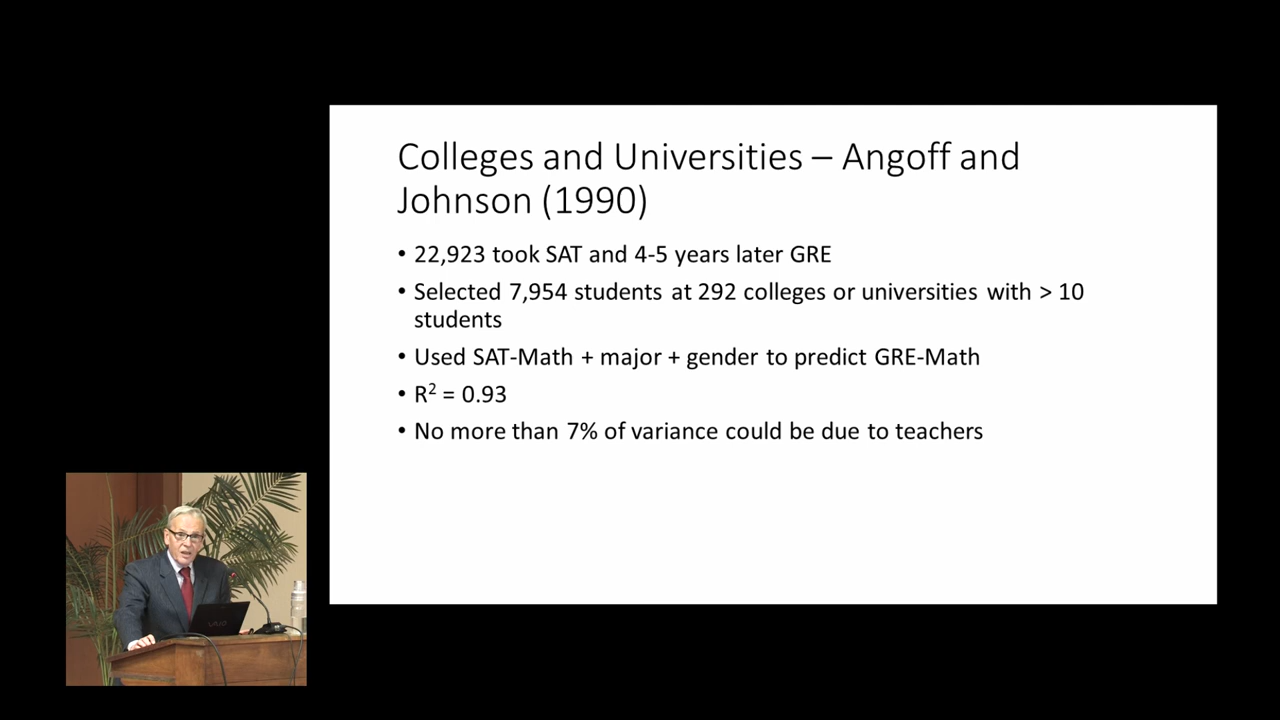 Colleges and Universities – Angoff and
Johnson (1990)
• 22,923 took SAT and 4-5 years later GRE
• Selected 7,954 students at 292 colleges or universities with > 10
students
• Used SAT-Math + major + gender to predict GRE-Math
• R² = 0.93
• No more than 7% of variance could be due to teachers